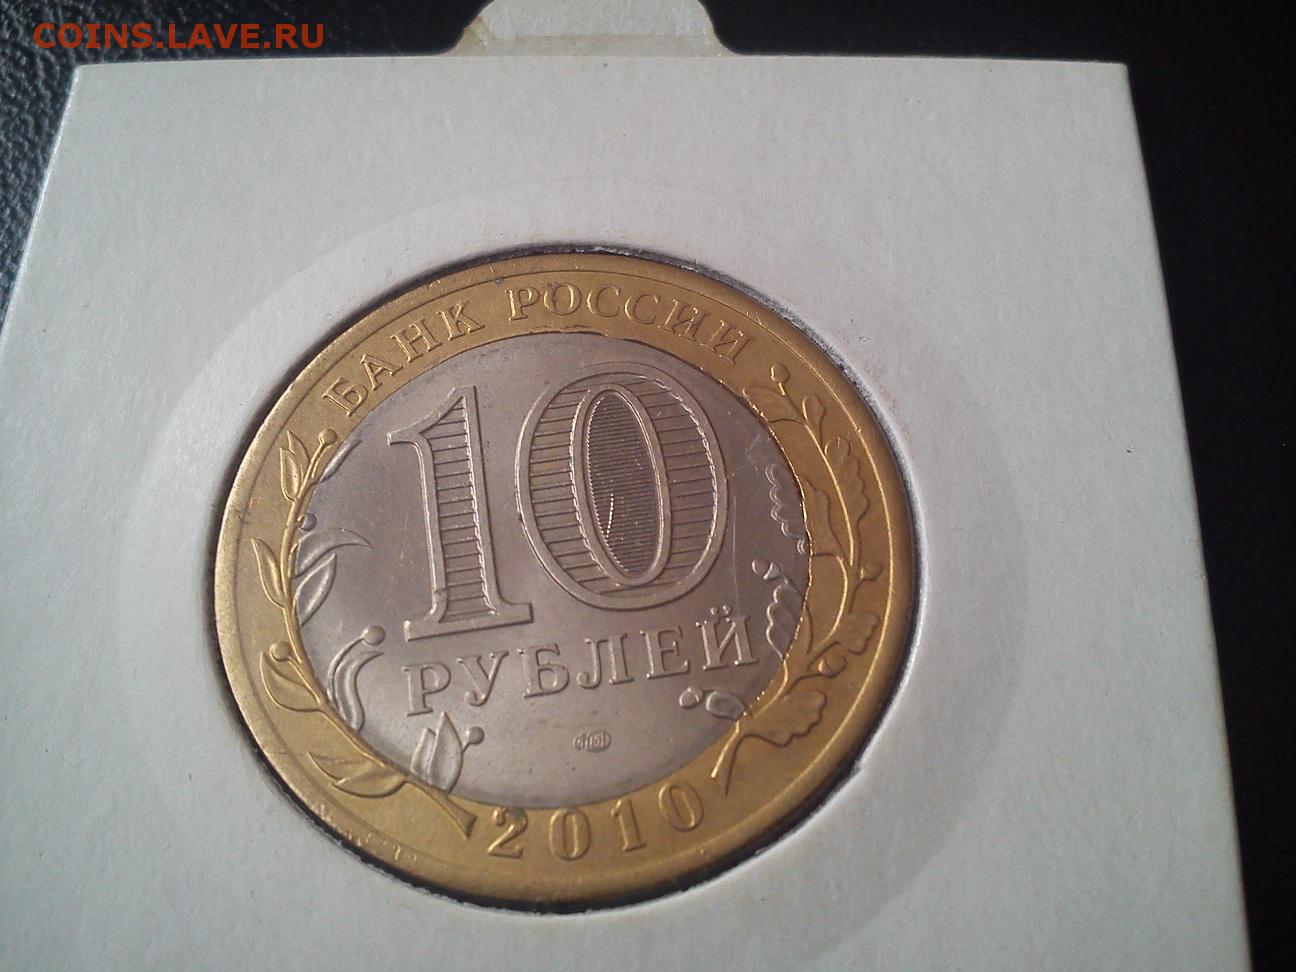 COINS.LAVE.RU
БАНК РОССИИ
10
РУБЛЕЙ
2010